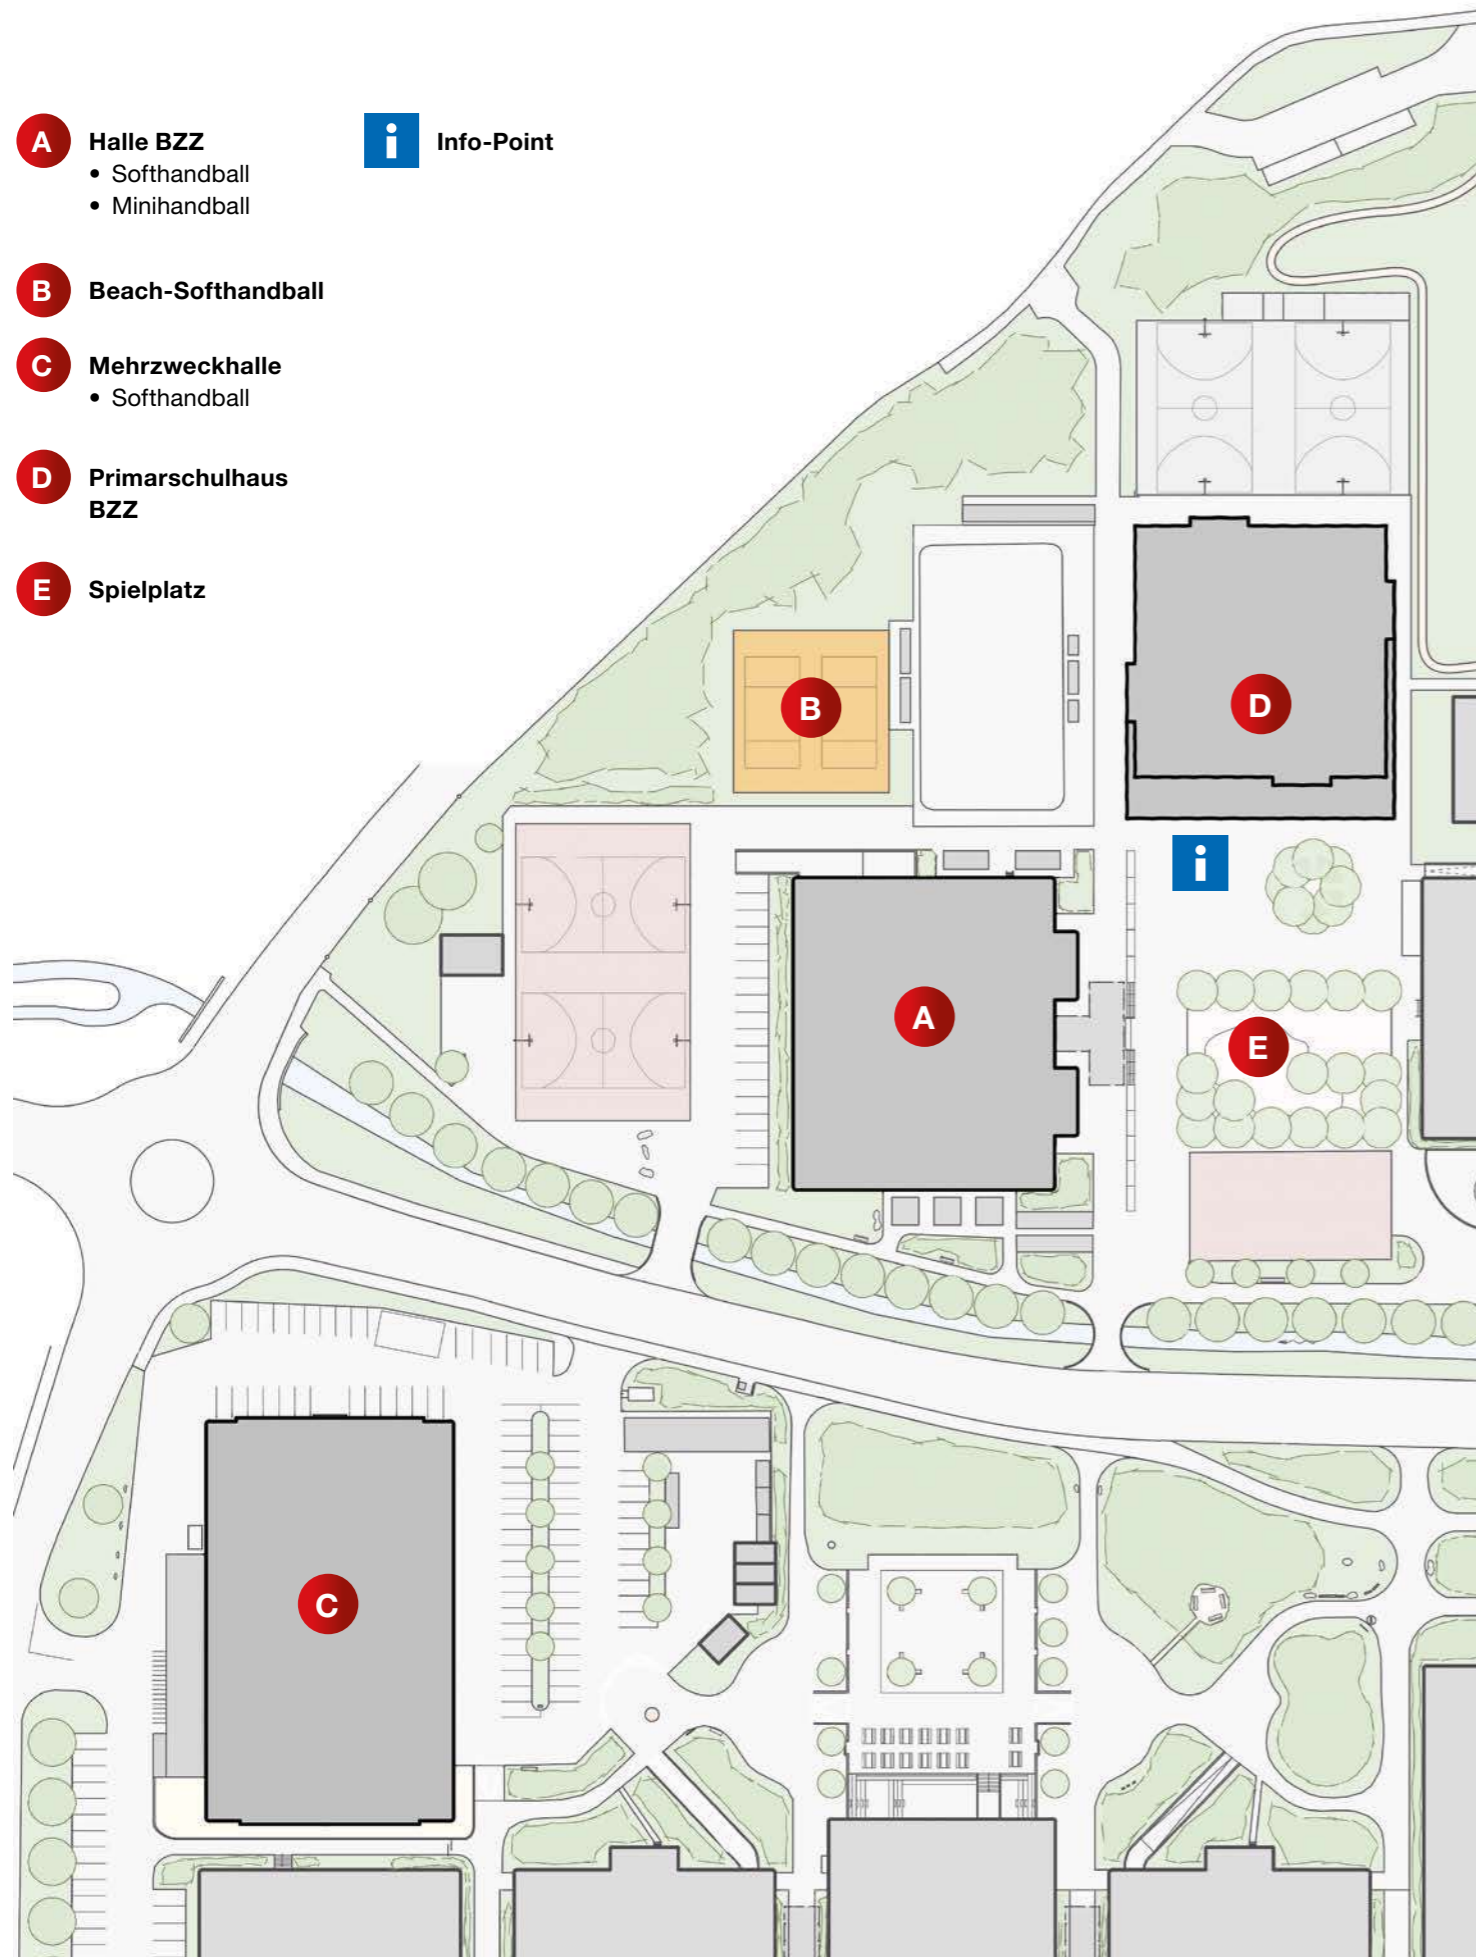 A Halle BZZ
• Softhandball
• Minihandball
i Info-Point
B Beach-Softhandball
C Mehrzweckhalle
• Softhandball
D Primarschulhaus
BZZ
E Spielplatz
B
D
i
A
E
C